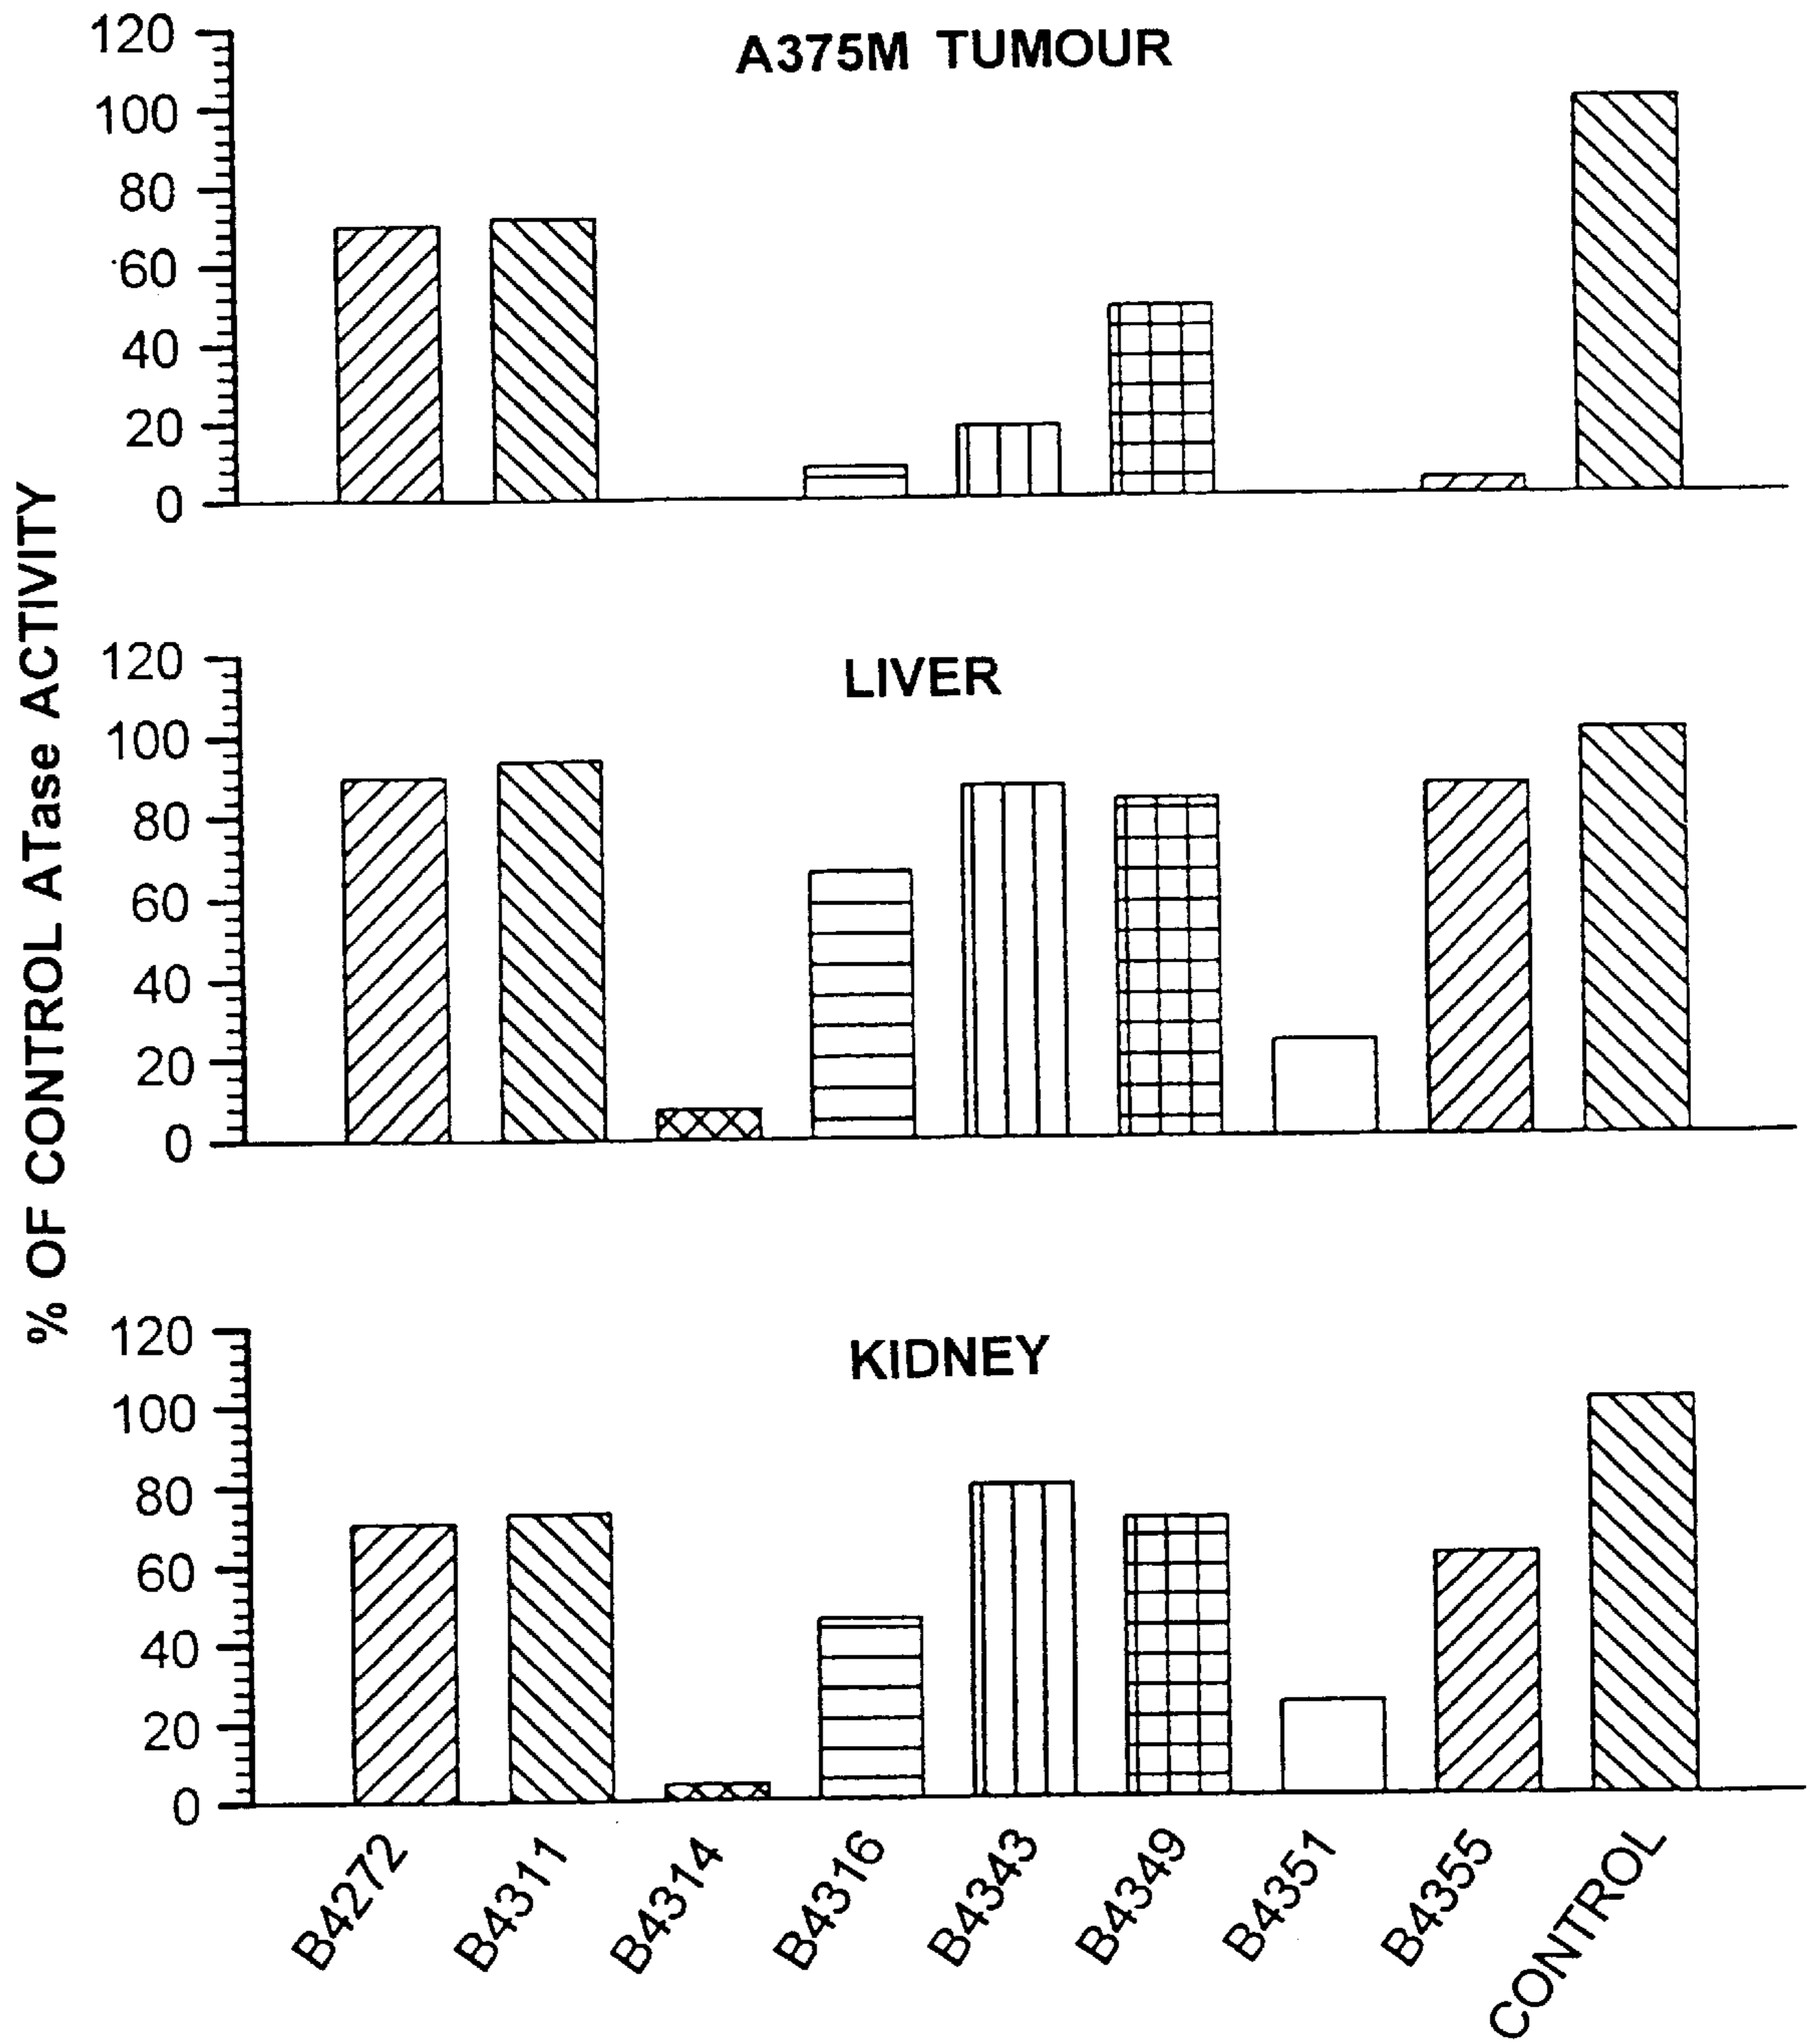 % OF CONTROL ATase ACTIVITY
A375M TUMOUR
120
100
80
60
40
20
0
LIVER
120
100
80
60
40
20
0
KIDNEY
120
100
80
60
40
20
0
B4272
B4311
B4314
B4316
B4343
B4349
B4351
B4355
CONTROL